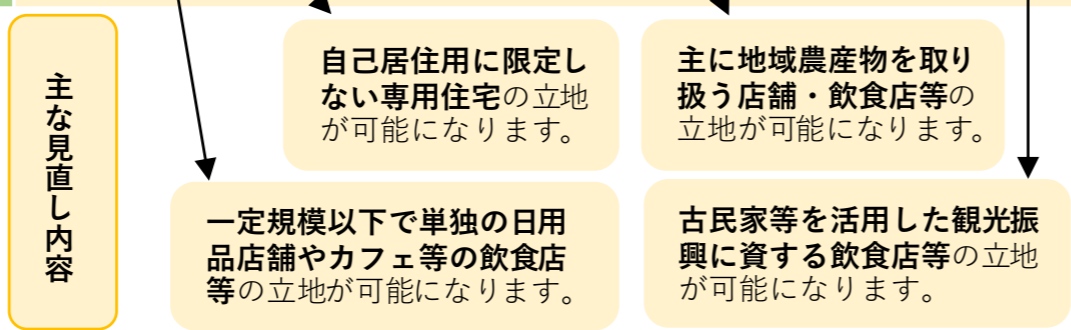 主な見直し内容
自己居住用に限定し
ない専用住宅の立地
が可能になります。
主に地域農産物を取り
扱う店舗・飲食店等の
立地が可能になります。
一定規模以下で単独の日用
品店舗やカフェ等の飲食店
等の立地が可能になります。
古民家等を活用した観光振
興に資する飲食店等の立地
が可能になります。